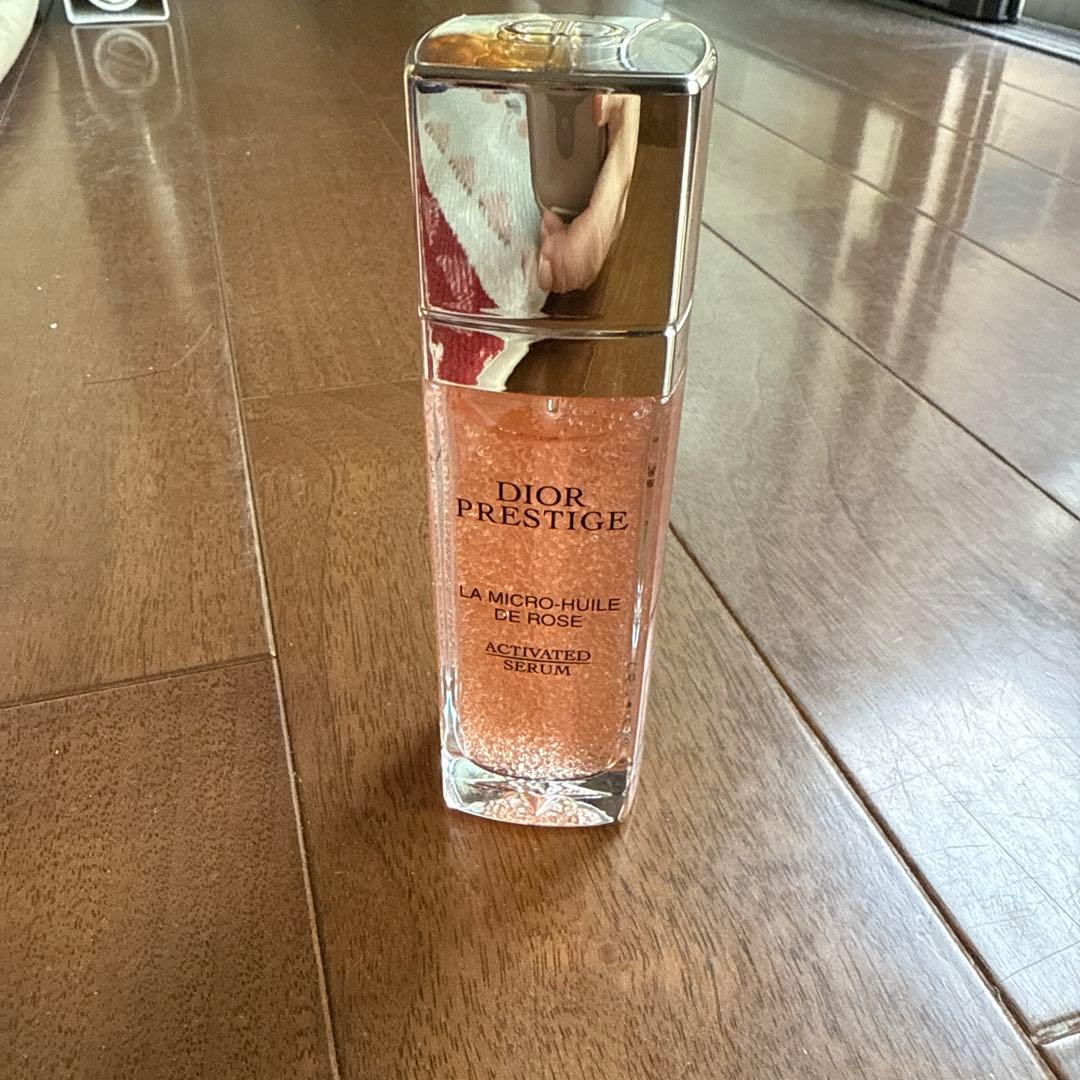 DIOR
PRESTIGE
LA MICRO-HUILE
DE ROSE
ACTIVATED
SERUM